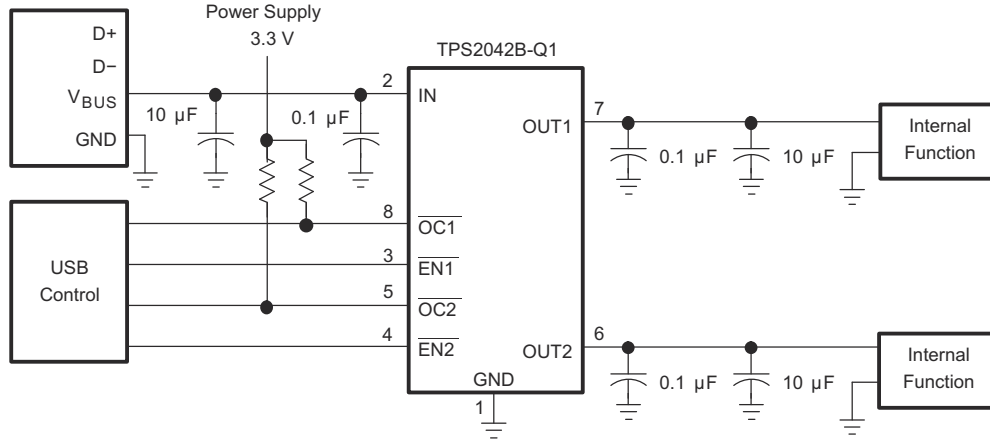 Power Supply
3.3 V
D+
D−
VBUS
GND
10 µF
0.1 µF
TPS2042B-Q1
2
IN
7
OUT1
0.1 µF
10 µF
Internal
Function
USB
Control
8
OC1
3
EN1
5
OC2
4
EN2
6
OUT2
0.1 µF
10 µF
Internal
Function
GND
1